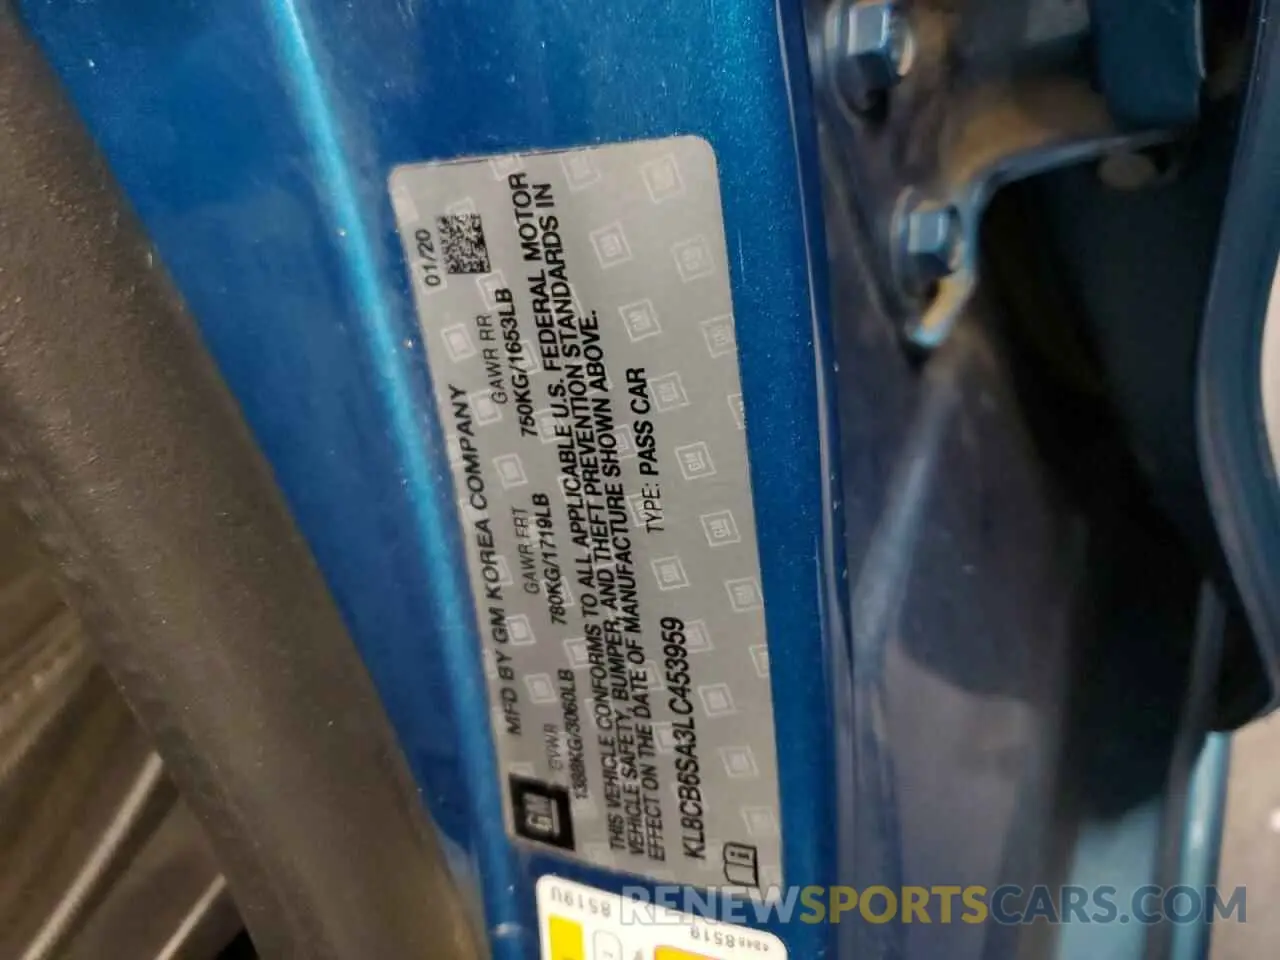 MFD BY GM KOREA COMPANY 01/20
GVWR GAWR FRT GAWR RR
1388KG/3060LB 780KG/1719LB 750KG/1653LB
THIS VEHICLE CONFORMS TO ALL APPLICABLE U.S. FEDERAL MOTOR
VEHICLE SAFETY, BUMPER, AND THEFT PREVENTION STANDARDS IN
EFFECT ON THE DATE OF MANUFACTURE SHOWN ABOVE.
KL8CB6SA3LC453959 TYPE: PASS CAR
GM
8519U
8519
RENEWSPORTSCARS.COM